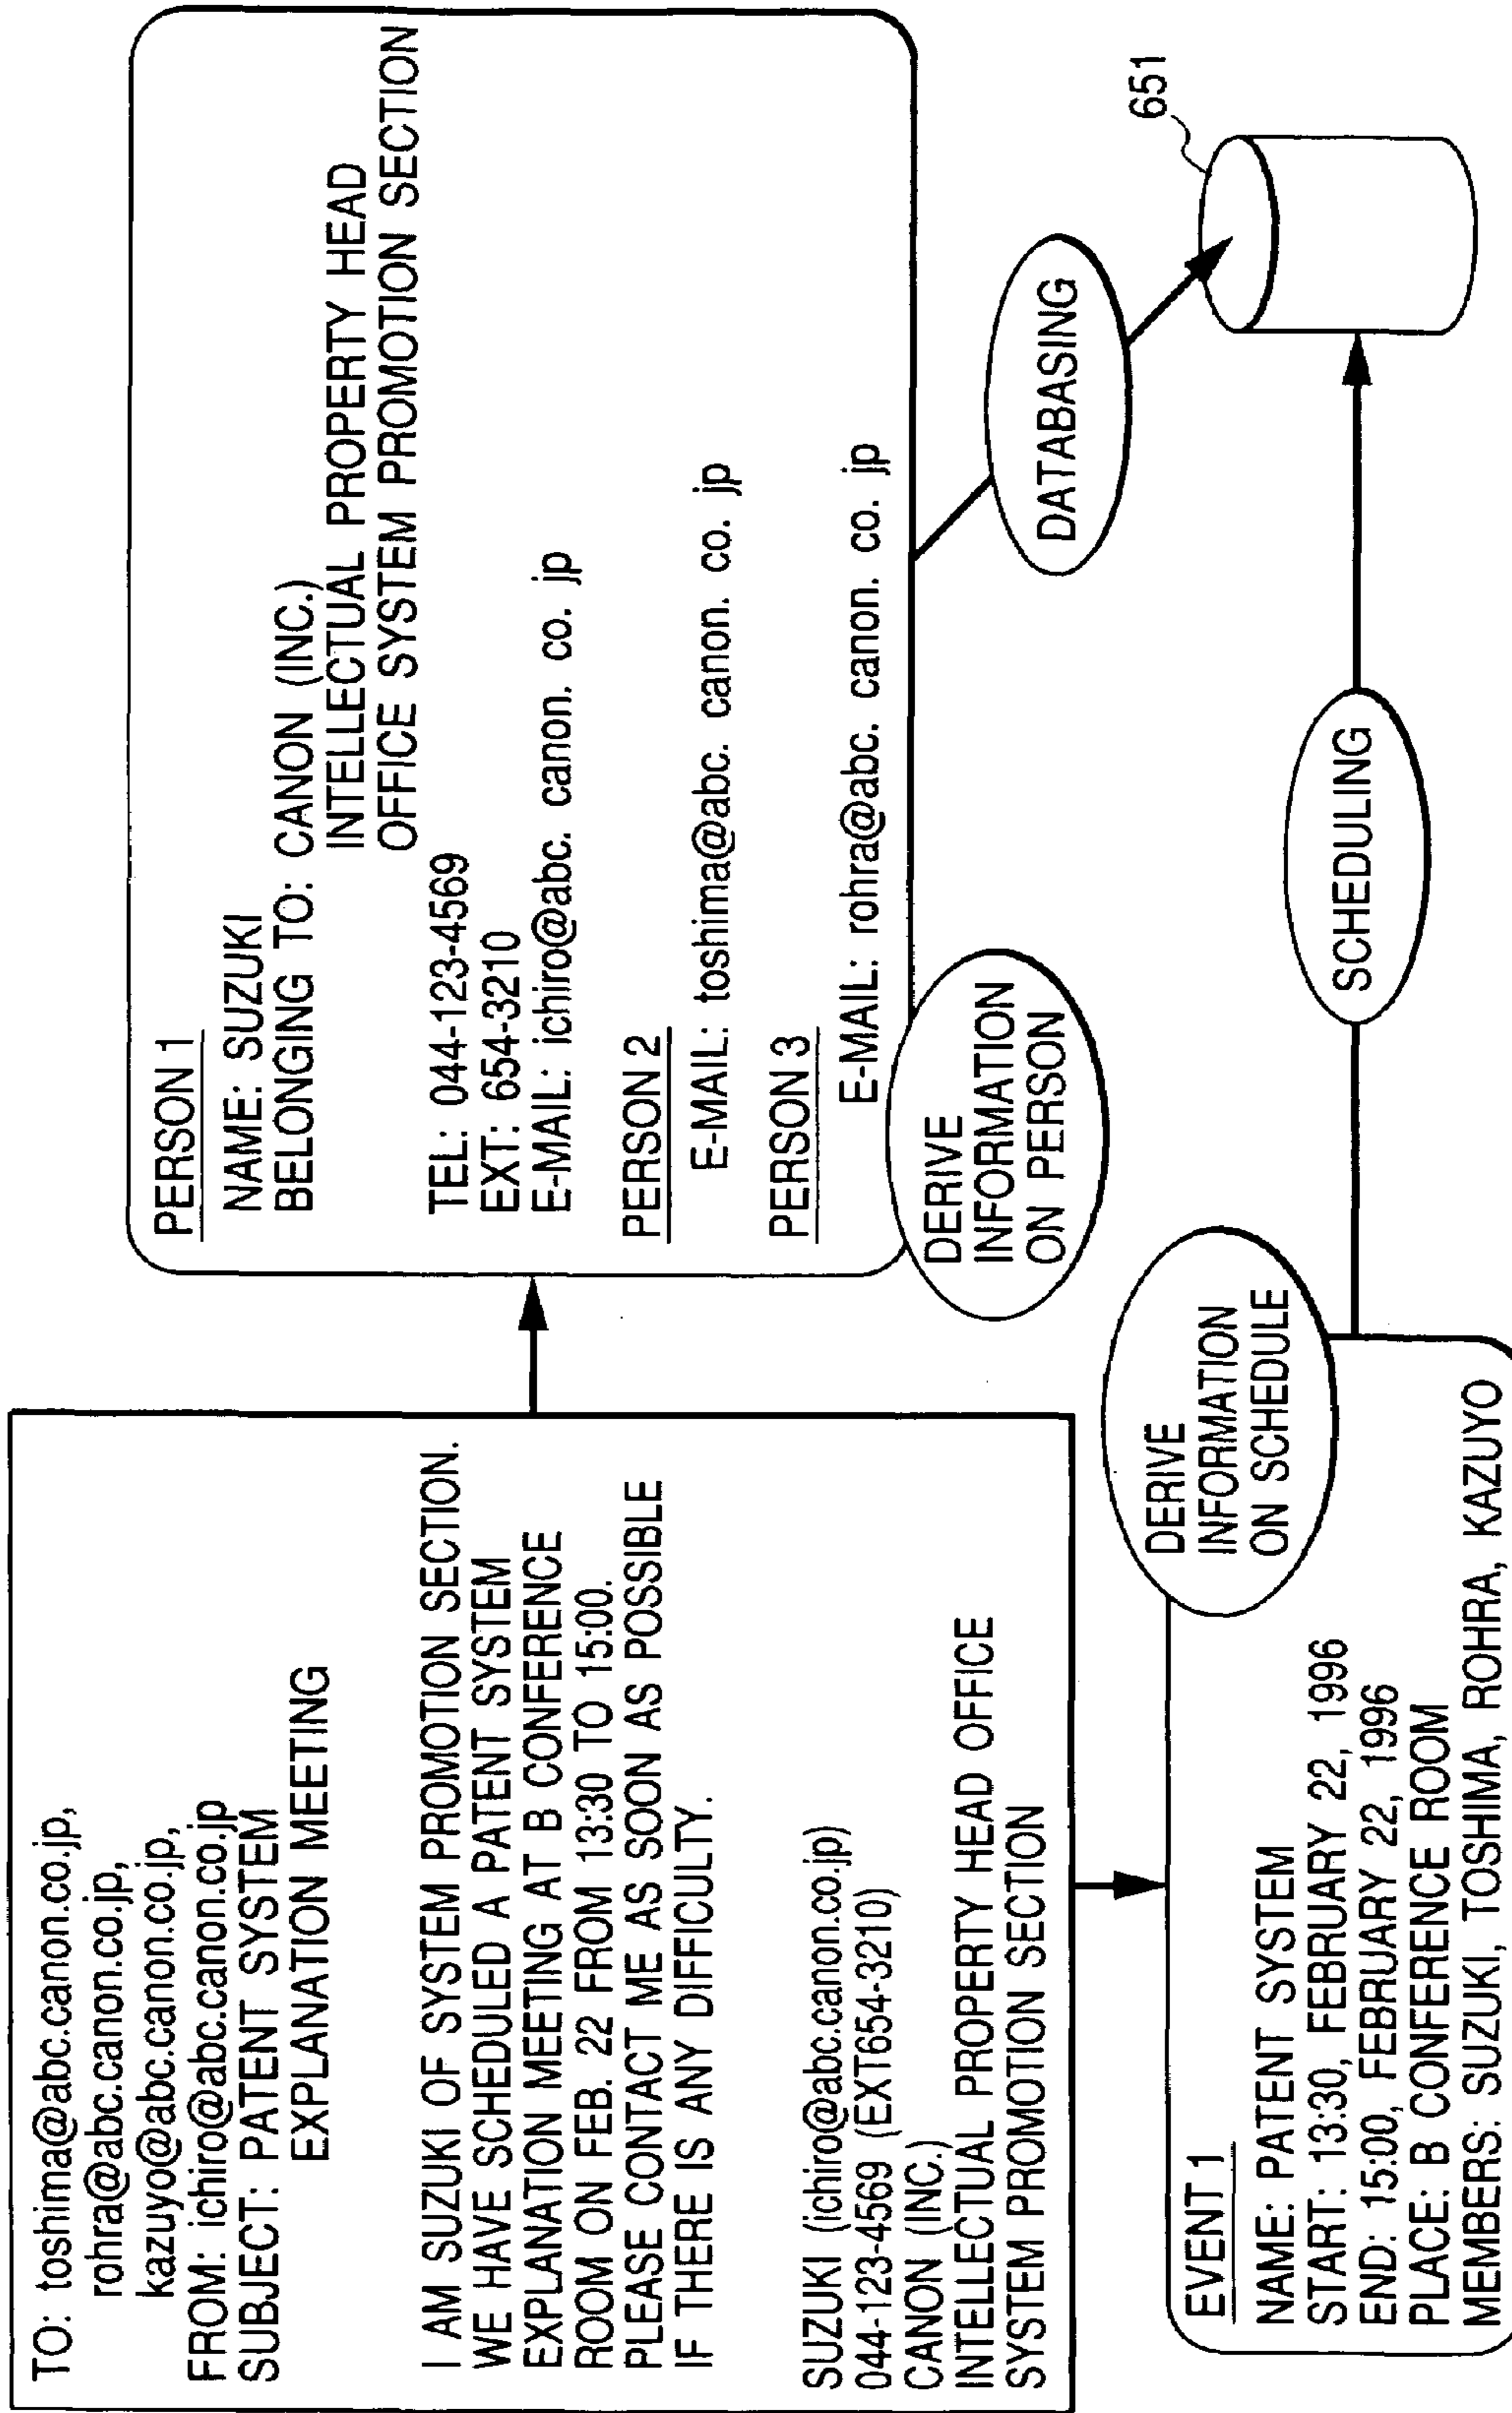 TO: toshima@abc.canon.co.jp,
rohra@abc.canon.co.jp,
kazuyo@abc.canon.co.jp,
FROM: ichiro@abc.canon.co.jp
SUBJECT: PATENT SYSTEM
EXPLANATION MEETING
I AM SUZUKI OF SYSTEM PROMOTION SECTION.
WE HAVE SCHEDULED A PATENT SYSTEM
EXPLANATION MEETING AT B CONFERENCE
ROOM ON FEB. 22 FROM 13:30 TO 15:00.
PLEASE CONTACT ME AS SOON AS POSSIBLE
IF THERE IS ANY DIFFICULTY.
SUZUKI (ichiro@abc.canon.co.jp)
044-123-4569 (EXT654-3210)
CANON (INC.)
INTELLECTUAL PROPERTY HEAD OFFICE
SYSTEM PROMOTION SECTION
PERSON 1
NAME: SUZUKI
BELONGING TO: CANON (INC.)
INTELLECTUAL PROPERTY HEAD
OFFICE SYSTEM PROMOTION SECTION
TEL: 044-123-4569
EXT: 654-3210
E-MAIL: ichiro@abc. canon. co. jp
PERSON 2
E-MAIL: toshima@abc. canon. co. jp
PERSON 3
E-MAIL: rohra@abc. canon. co. jp
DERIVE
INFORMATION
ON PERSON
DATABASING
651
EVENT 1
NAME: PATENT SYSTEM
START: 13:30, FEBRUARY 22, 1996
END: 15:00, FEBRUARY 22, 1996
PLACE: B CONFERENCE ROOM
MEMBERS: SUZUKI, TOSHIMA, ROHRA, KAZUYO
DERIVE
INFORMATION
ON SCHEDULE
SCHEDULING